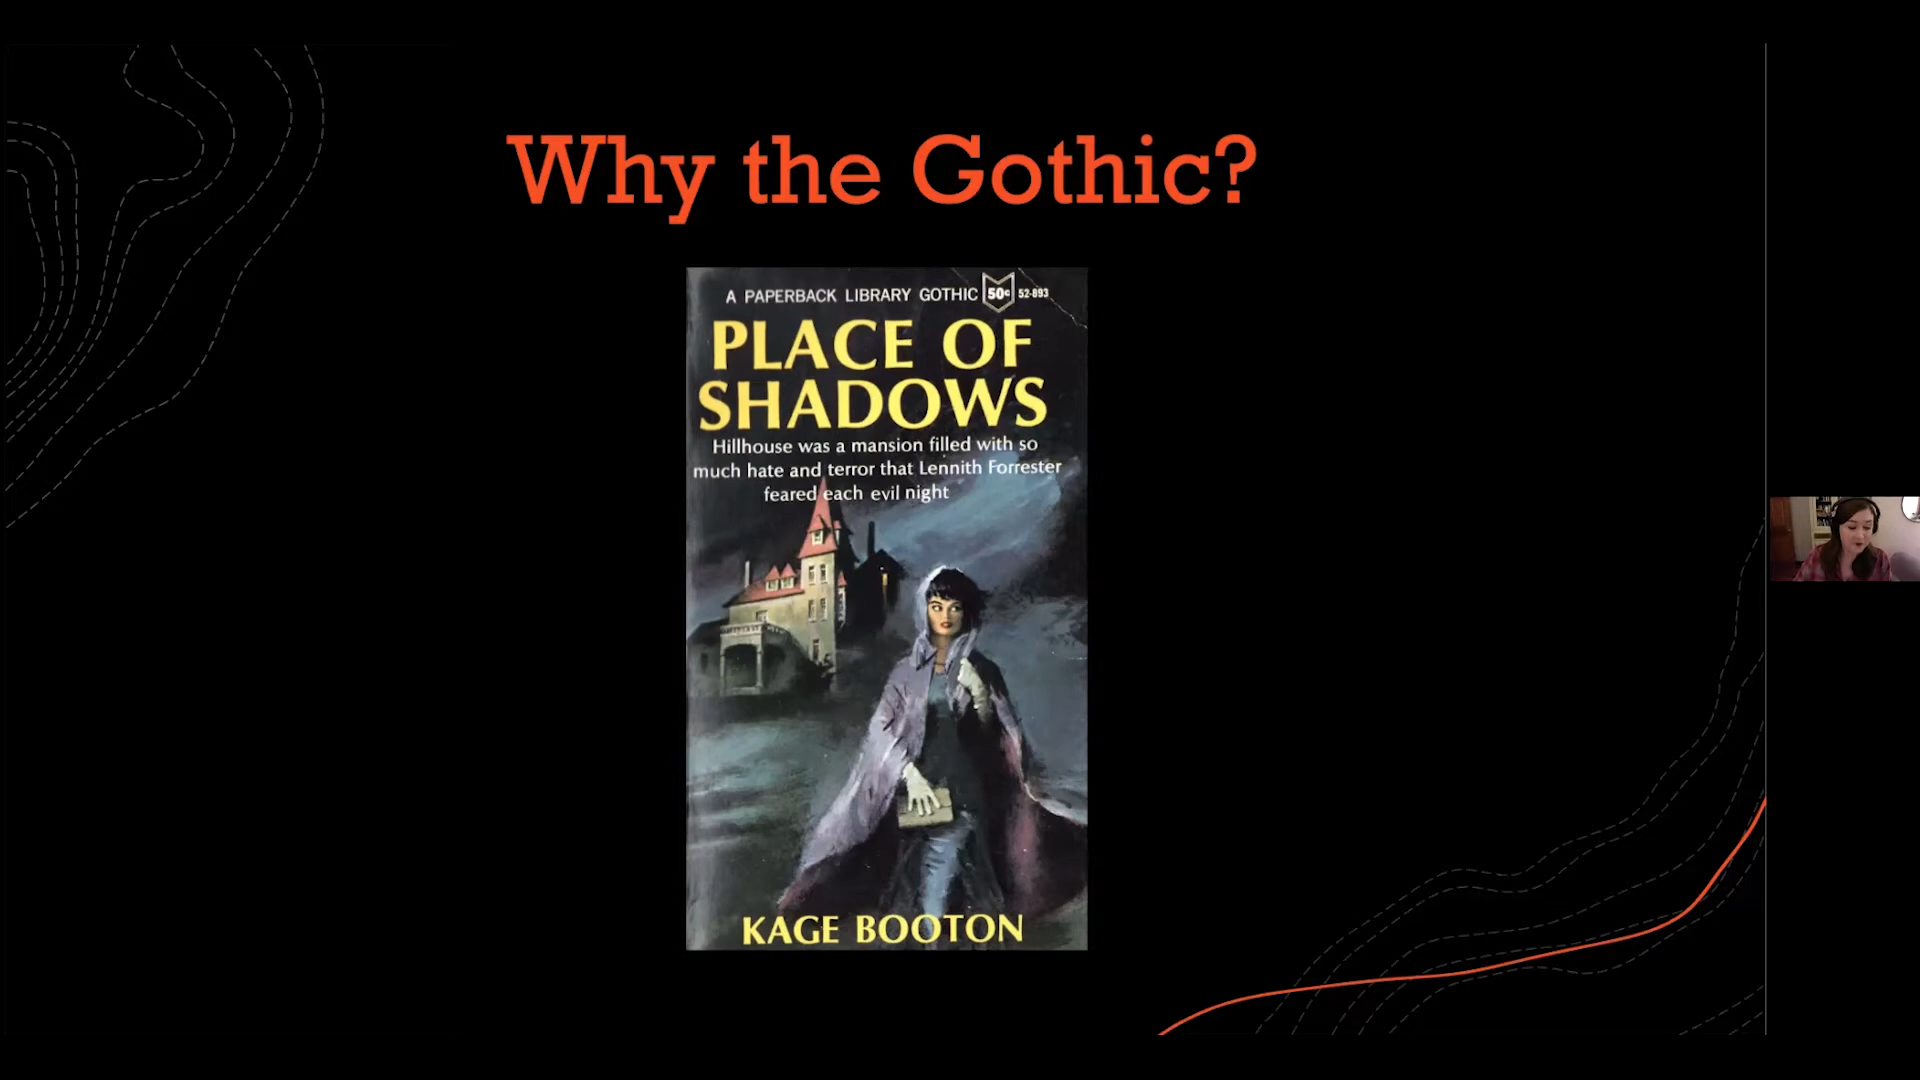 Why the Gothic?
A PAPERBACK LIBRARY GOTHIC 50c 52-893
PLACE OF
SHADOWS
Hillhouse was a mansion filled with so
much hate and terror that Lennith Forrester
feared each evil night
KAGE BOOTON